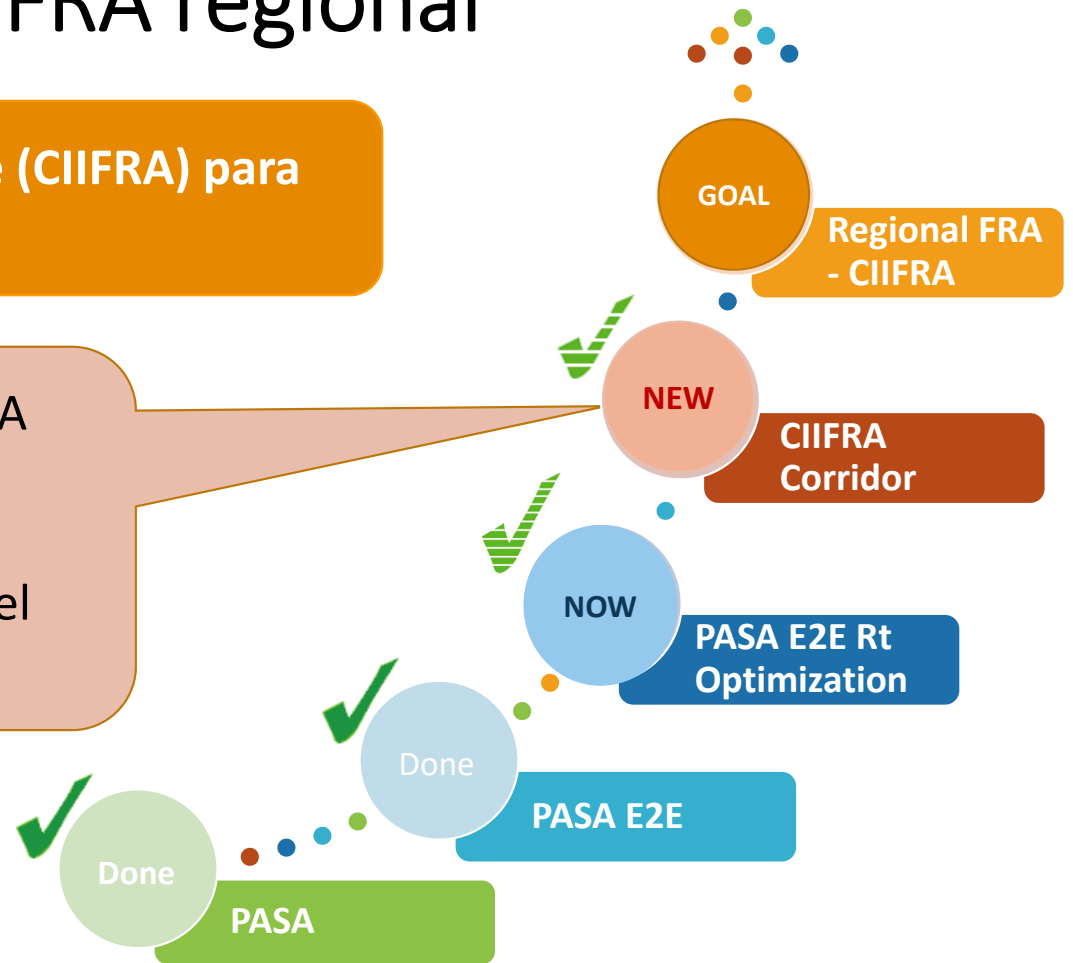 FRA regional
e (CIIFRA) para
A
el
GOAL
Regional FRA
- CIIFRA
NEW
CIIFRA
Corridor
NOW
PASA E2E Rt
Optimization
Done
PASA E2E
Done
PASA